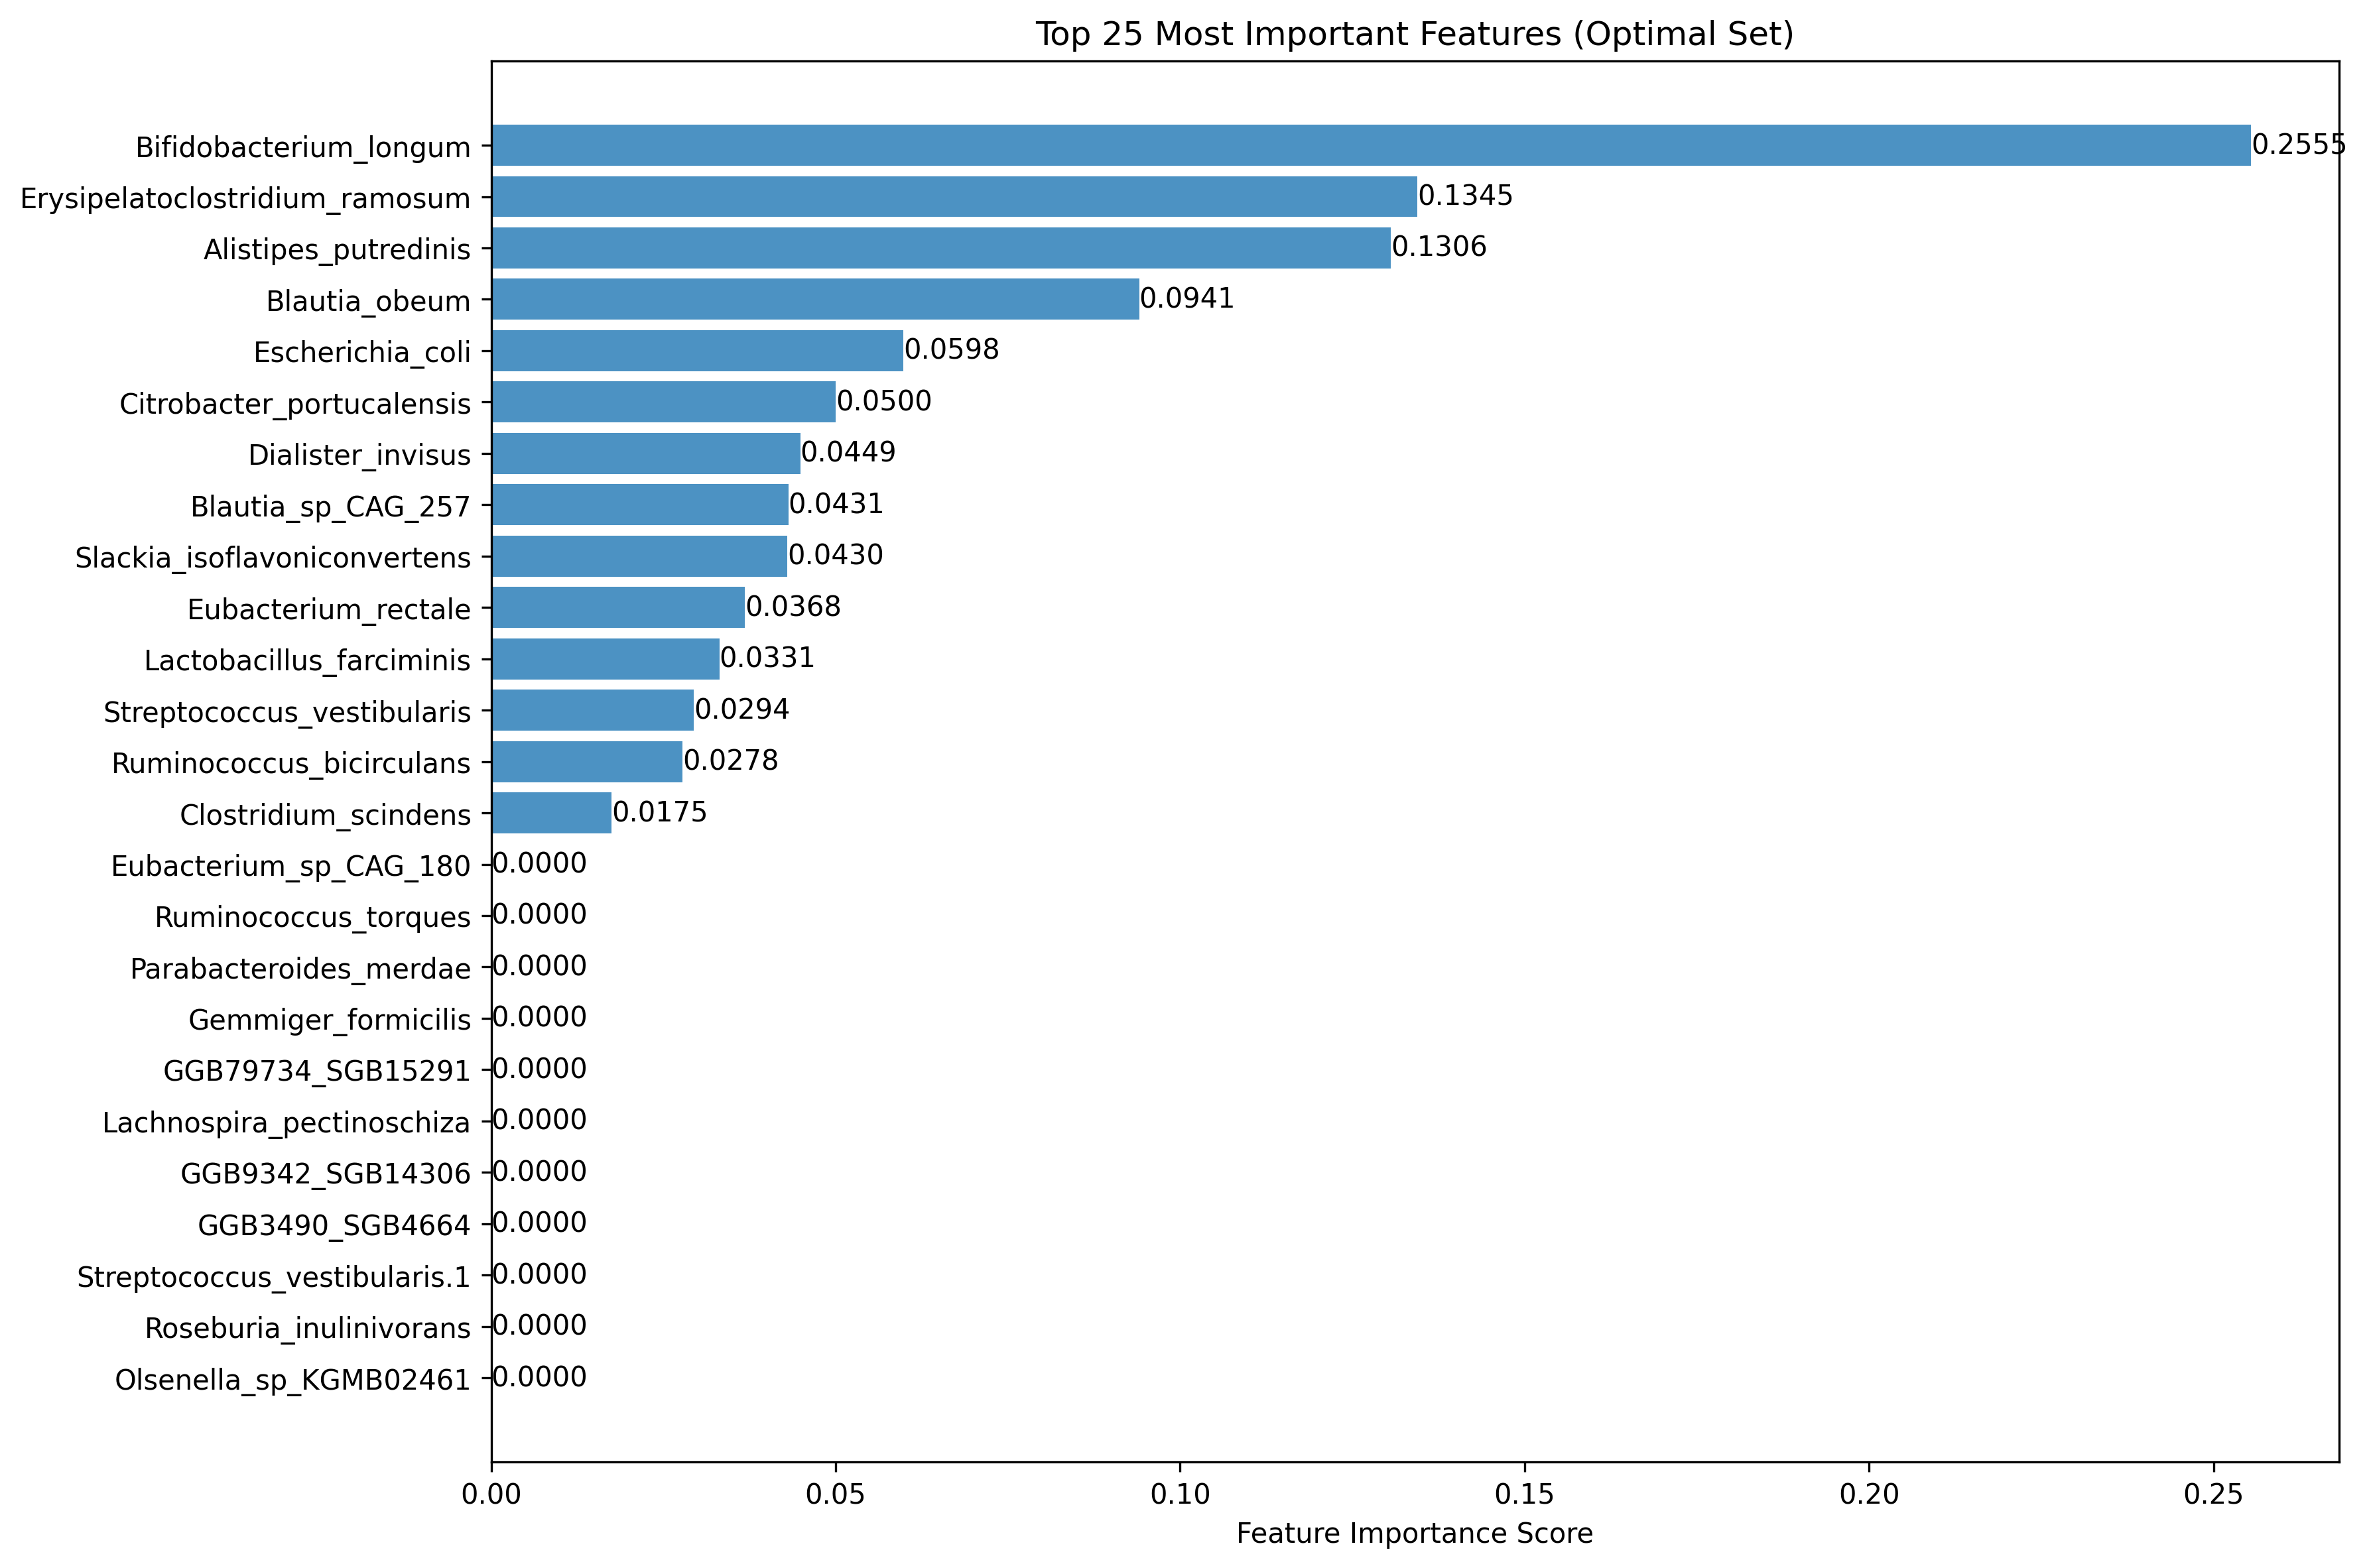 Top 25 Most Important Features (Optimal Set)
Bifidobacterium_longum 0.2555
Erysipelatoclostridium_ramosum 0.1345
Alistipes_putredinis 0.1306
Blautia_obeum 0.0941
Escherichia_coli 0.0598
Citrobacter_portucalensis 0.0500
Dialister_invisus 0.0449
Blautia_sp_CAG_257 0.0431
Slackia_isoflavoniconvertens 0.0430
Eubacterium_rectale 0.0368
Lactobacillus_farciminis 0.0331
Streptococcus_vestibularis 0.0294
Ruminococcus_bicirculans 0.0278
Clostridium_scindens 0.0175
Eubacterium_sp_CAG_180 0.0000
Ruminococcus_torques 0.0000
Parabacteroides_merdae 0.0000
Gemmiger_formicilis 0.0000
GGB79734_SGB15291 0.0000
Lachnospira_pectinoschiza 0.0000
GGB9342_SGB14306 0.0000
GGB3490_SGB4664 0.0000
Streptococcus_vestibularis.1 0.0000
Roseburia_inulinivorans 0.0000
Olsenella_sp_KGMB02461 0.0000
0.00 0.05 0.10 0.15 0.20 0.25
Feature Importance Score